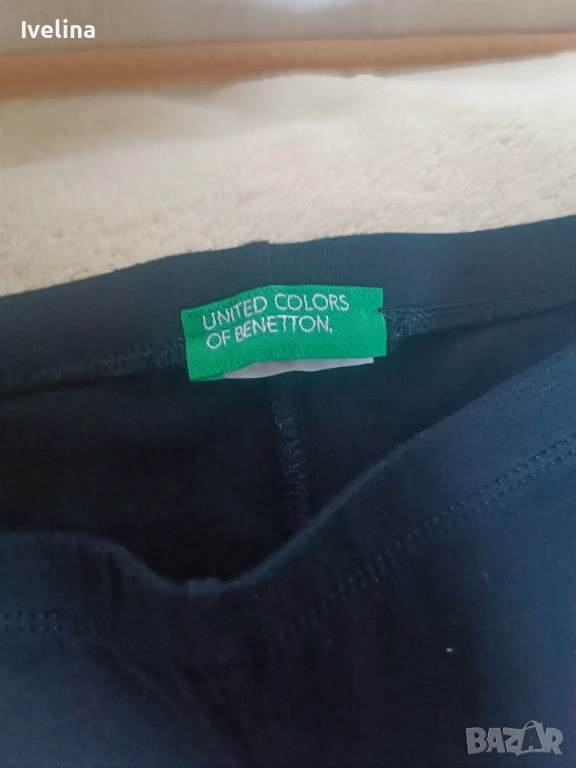 Ivelina
UNITED COLORS
OF BENETTON.
BAZAR